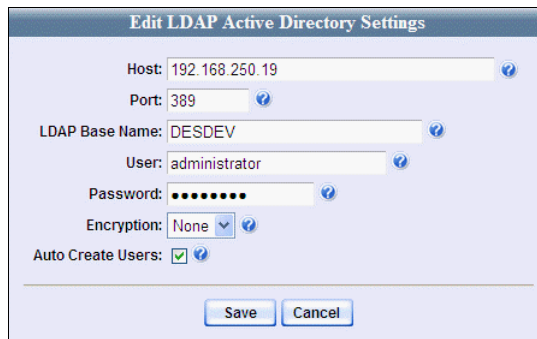 Edit LDAP Active Directory Settings
Host: 192.168.250.19
Port: 389
LDAP Base Name: DESDEV
User: administrator
Password: ••••••••
Encryption: None
Auto Create Users:
Save Cancel